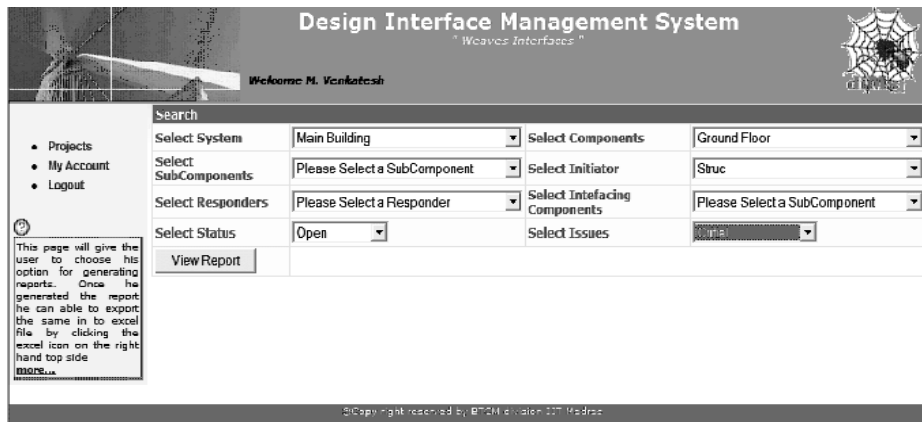 Design Interface Management System
" Weaves Interfaces "
Welcome M. Venkatesh
Search
Projects
My Account
Logout
Select System
Main Building
Select Components
Ground Floor
Select SubComponents
Please Select a SubComponent
Select Initiator
Struc
Select Responders
Please Select a Responder
Select Intefacing Components
Please Select a SubComponent
Select Status
Open
Select Issues
View Report
This page will give the
user to choose his
option for generating
reports. Once he
generated the report
he can able to export
the same in to excel
file by clicking the
excel icon on the right
hand top side
more...
©Copy right reserved by BTCM division IIT Madras